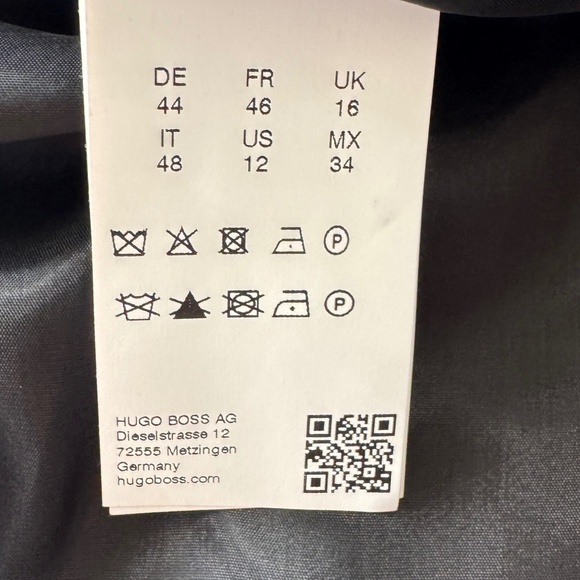 DE FR UK
44 46 16
IT US MX
48 12 34
P
P
HUGO BOSS AG
Dieselstrasse 12
72555 Metzingen
Germany
hugoboss.com